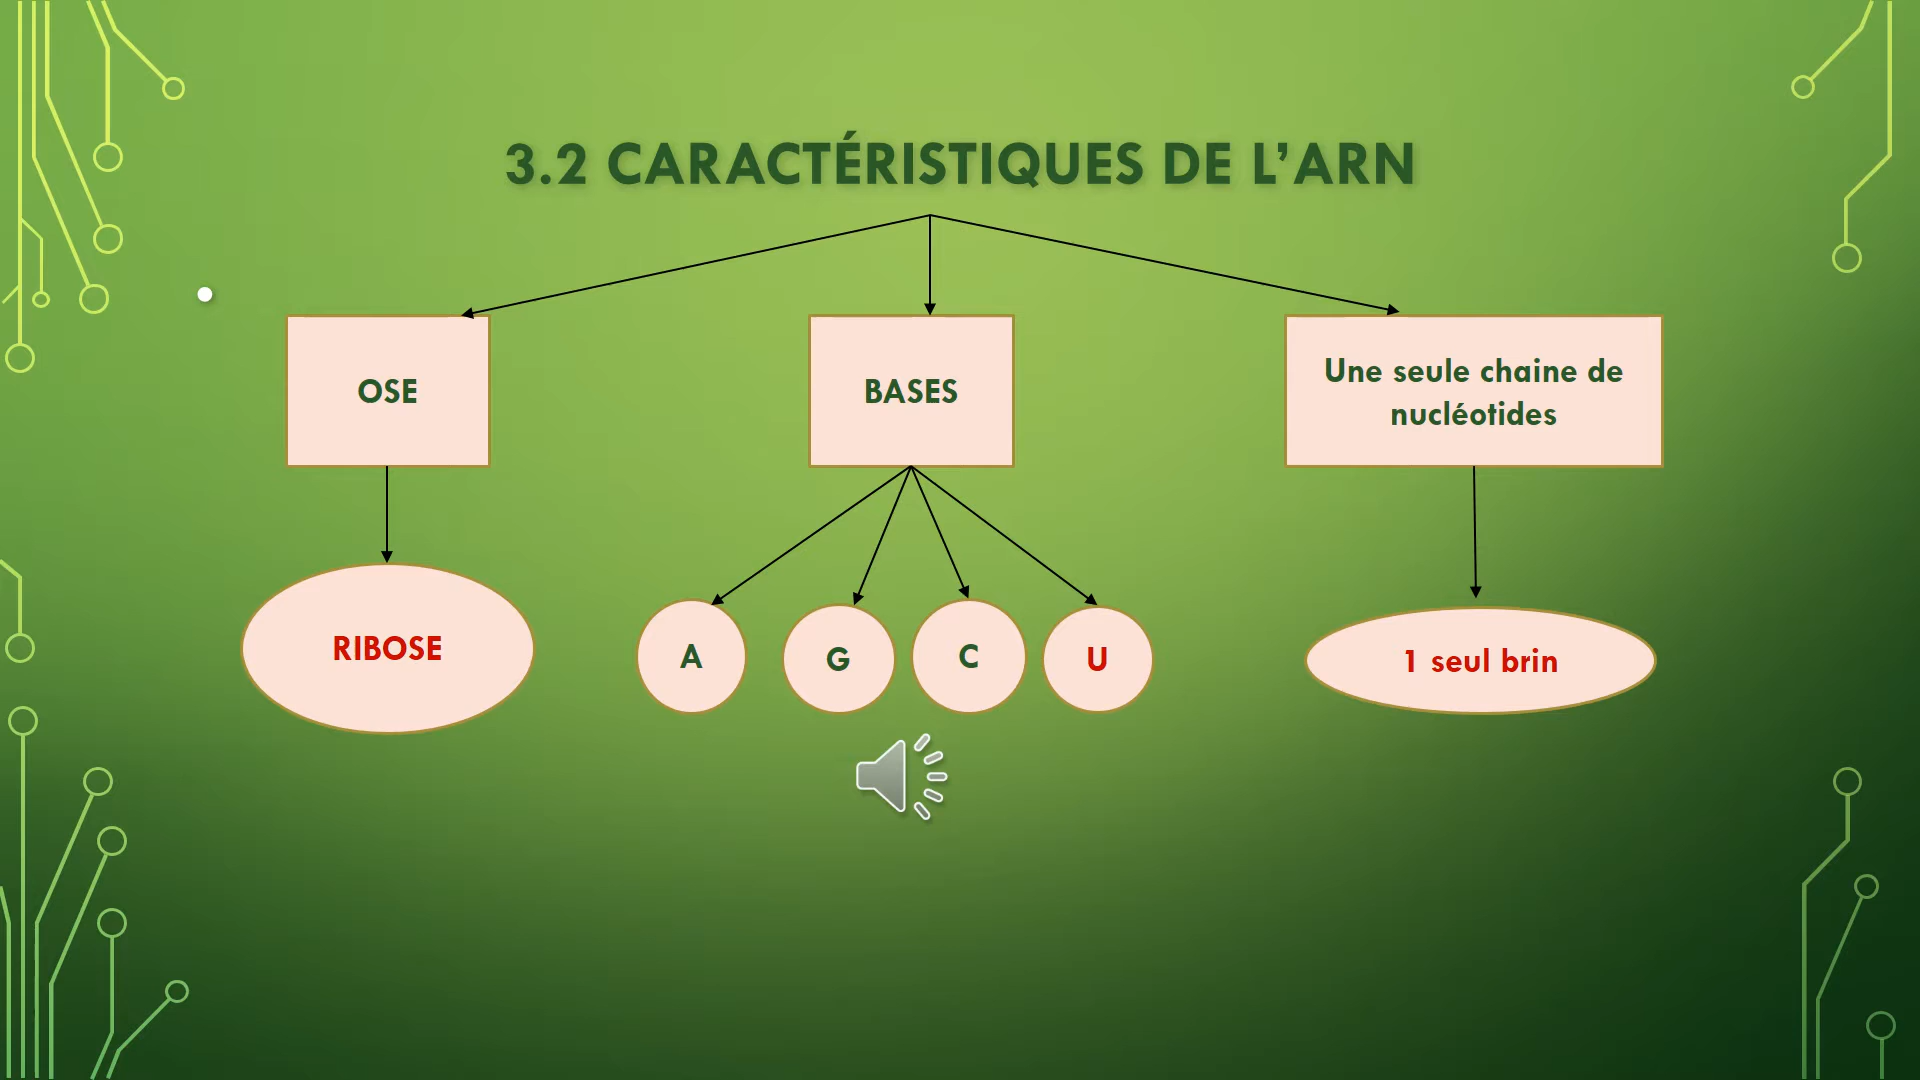 3.2 CARACTÉRISTIQUES DE L’ARN
OSE
BASES
Une seule chaine de
nucléotides
RIBOSE
A
G
C
U
1 seul brin